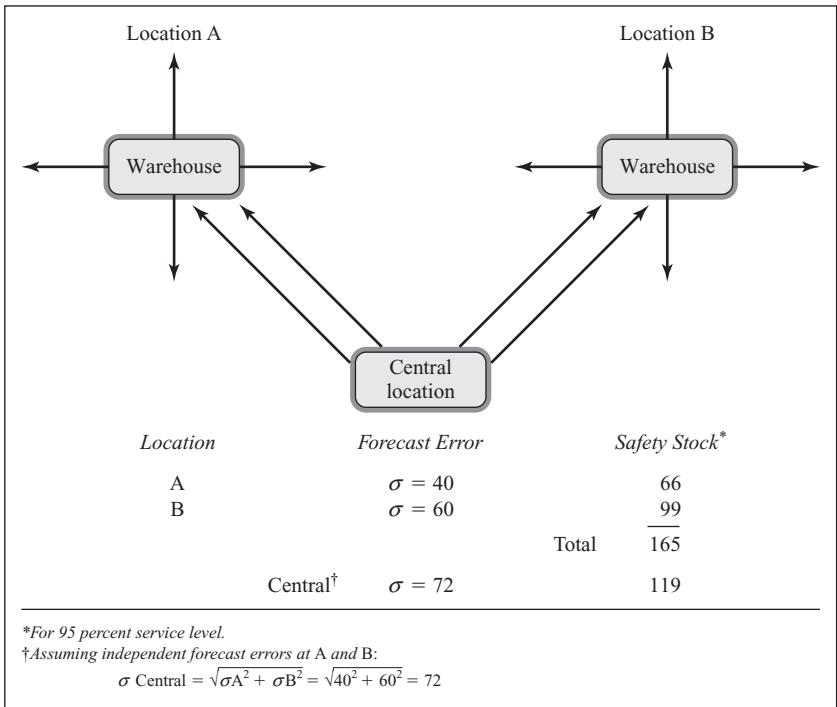 Location A Location B
Warehouse Warehouse
Central
location
Location Forecast Error Safety Stock*
A σ = 40 66
B σ = 60 99
Total 165
Central† σ = 72 119
*For 95 percent service level.
†Assuming independent forecast errors at A and B:
σ Central = √σA² + σB² = √40² + 60² = 72